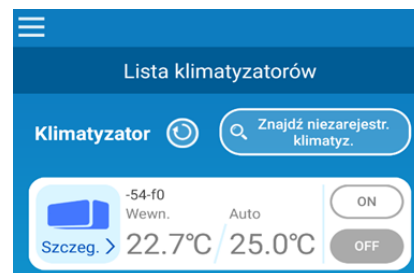 Lista klimatyzatorów
Klimatyzator
Znajdź niezarejestr.
klimatyz.
-54-f0
Wewn.
Auto
ON
Szczeg. >
22.7°C
25.0°C
OFF